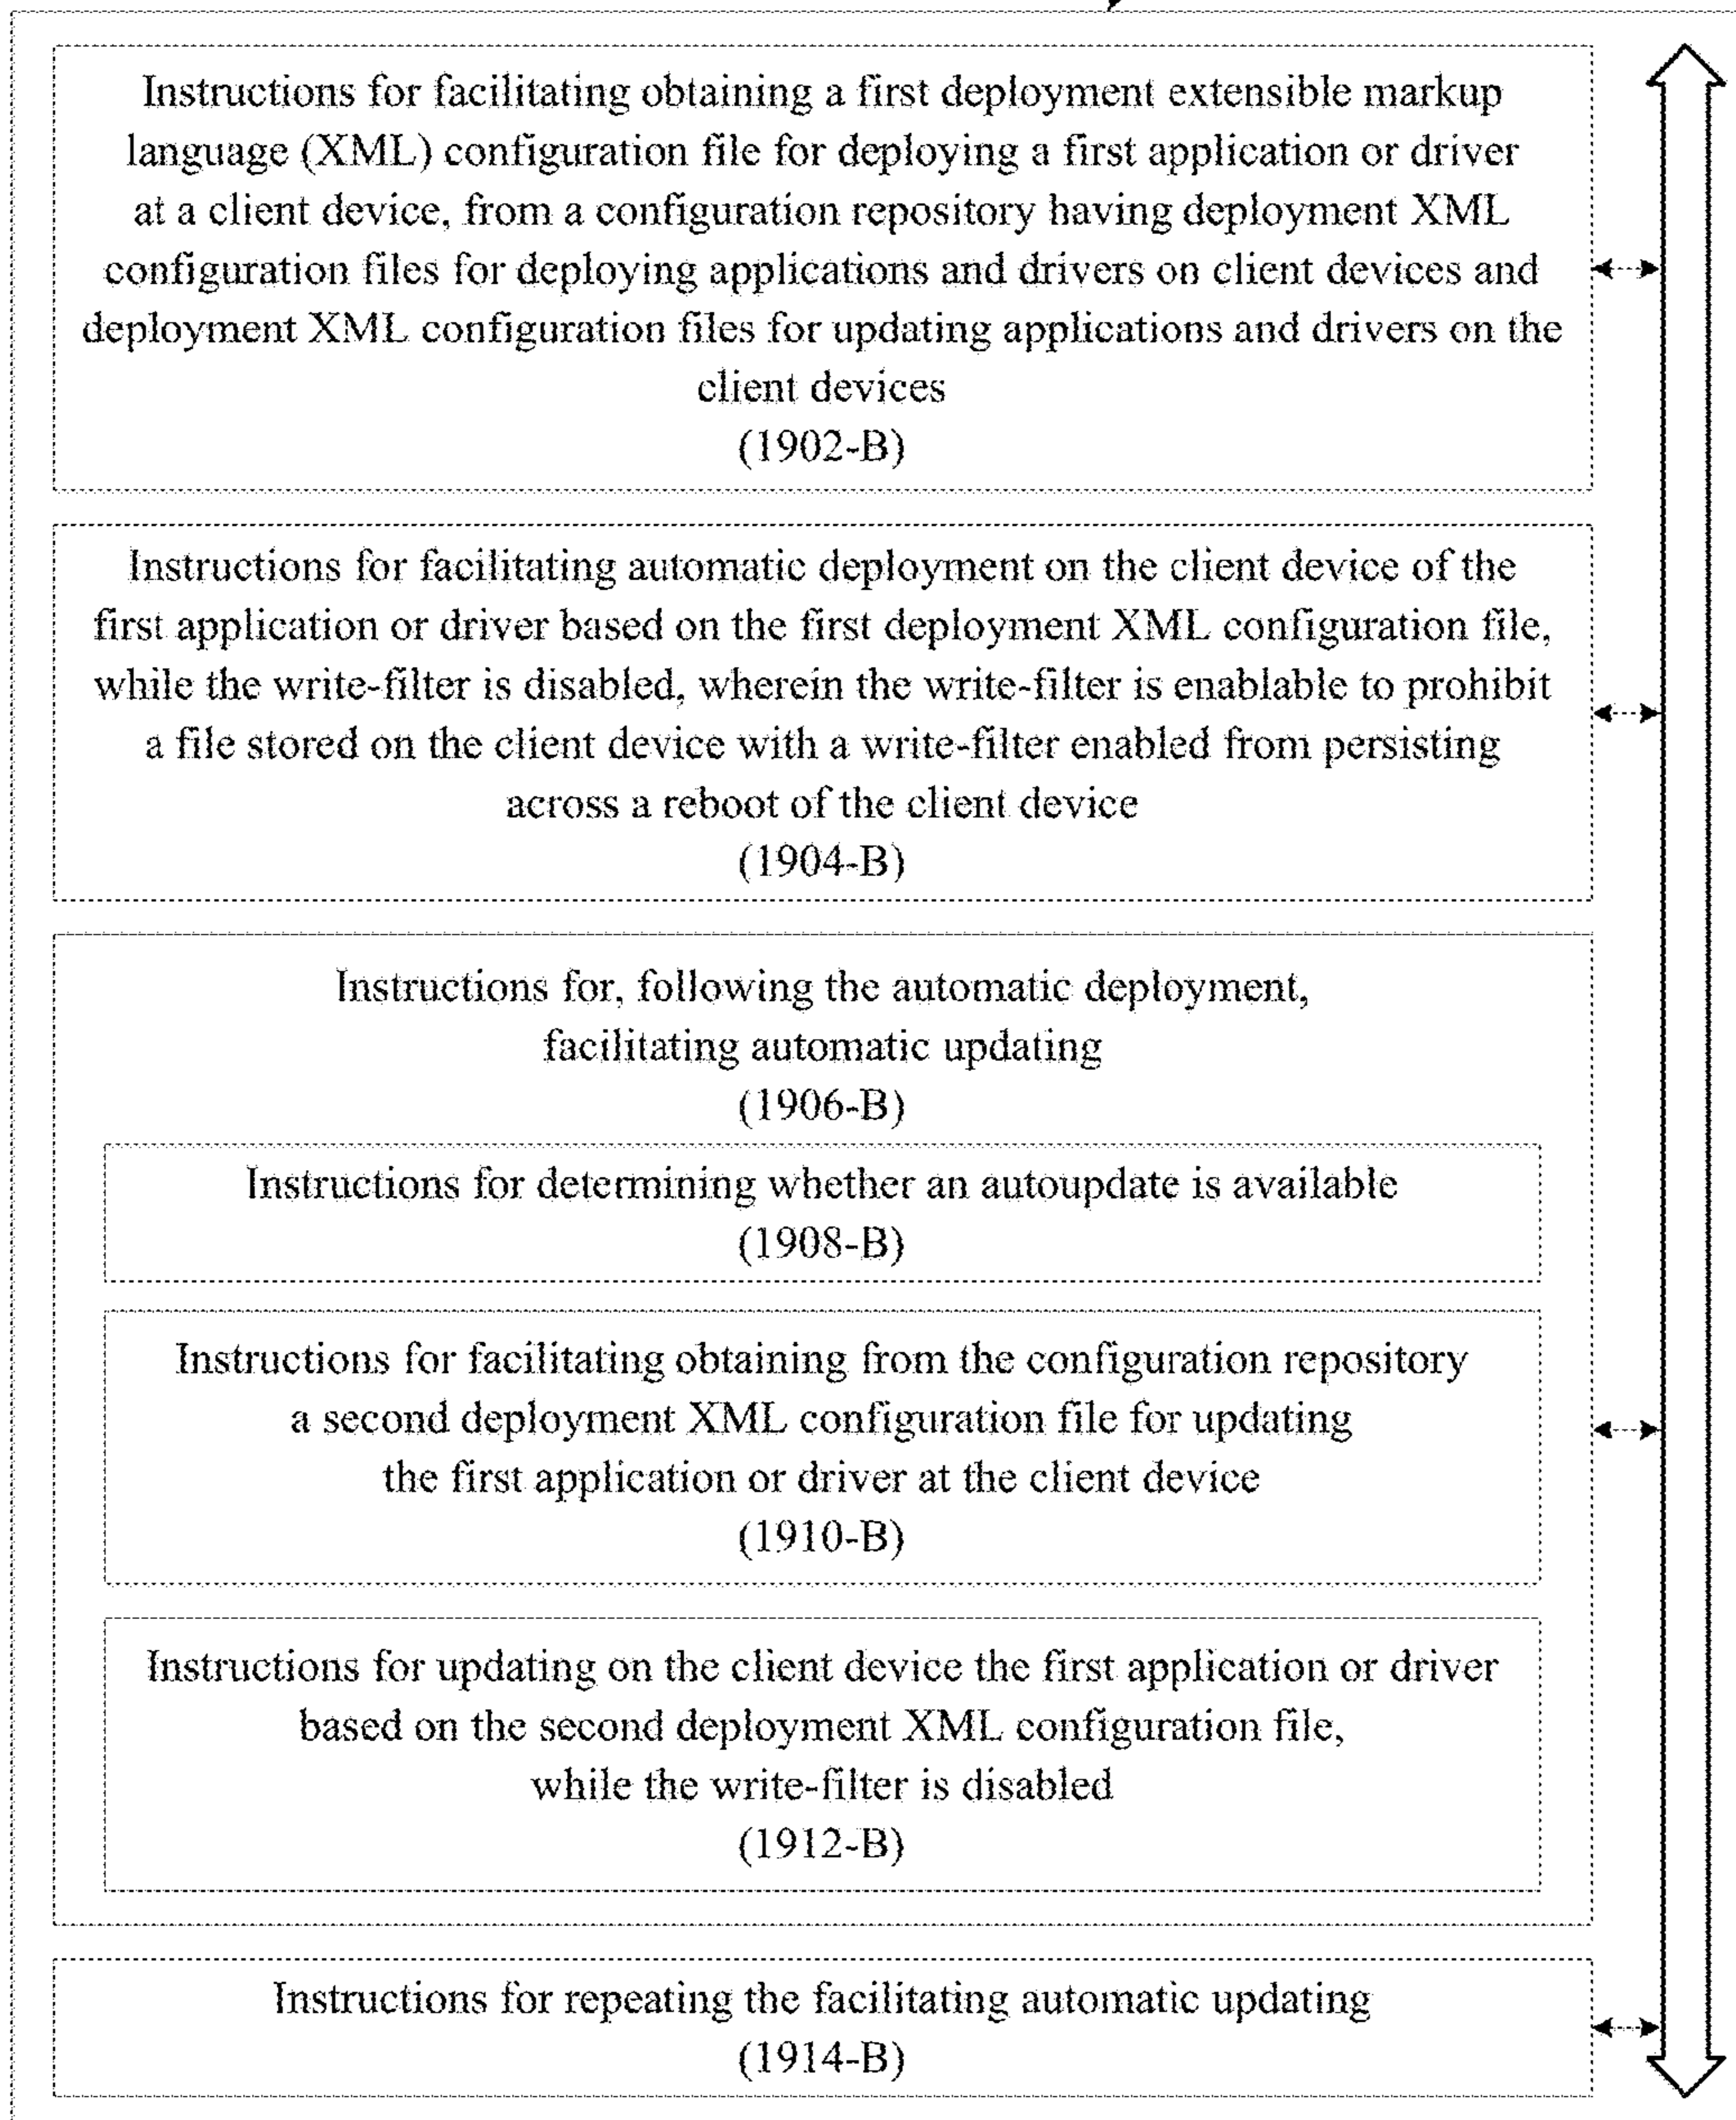 Instructions for facilitating obtaining a first deployment extensible markup
language (XML) configuration file for deploying a first application or driver
at a client device, from a configuration repository having deployment XML
configuration files for deploying applications and drivers on client devices and
deployment XML configuration files for updating applications and drivers on the
client devices
(1902-B)
Instructions for facilitating automatic deployment on the client device of the
first application or driver based on the first deployment XML configuration file,
while the write-filter is disabled, wherein the write-filter is enablable to prohibit
a file stored on the client device with a write-filter enabled from persisting
across a reboot of the client device
(1904-B)
Instructions for, following the automatic deployment,
facilitating automatic updating
(1906-B)
Instructions for determining whether an autoupdate is available
(1908-B)
Instructions for facilitating obtaining from the configuration repository
a second deployment XML configuration file for updating
the first application or driver at the client device
(1910-B)
Instructions for updating on the client device the first application or driver
based on the second deployment XML configuration file,
while the write-filter is disabled
(1912-B)
Instructions for repeating the facilitating automatic updating
(1914-B)